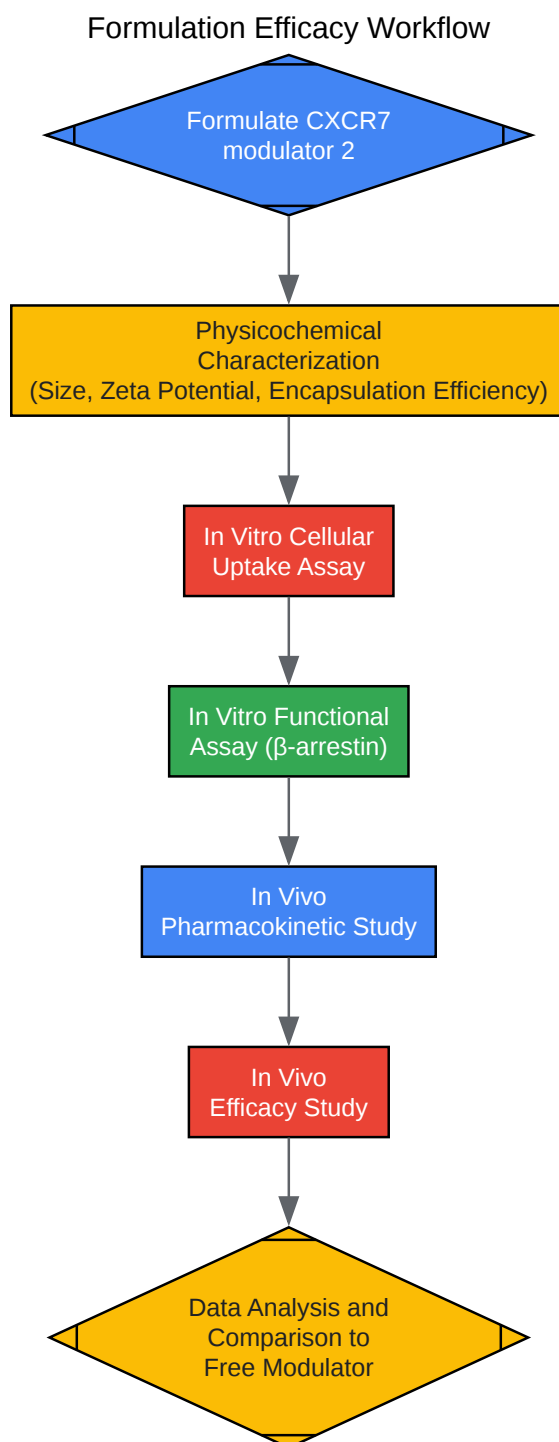 Formulation Efficacy Workflow
Formulate CXCR7
modulator 2
Physicochemical
Characterization
(Size, Zeta Potential, Encapsulation Efficiency)
In Vitro Cellular
Uptake Assay
In Vitro Functional
Assay (β-arrestin)
In Vivo
Pharmacokinetic Study
In Vivo
Efficacy Study
Data Analysis and
Comparison to
Free Modulator